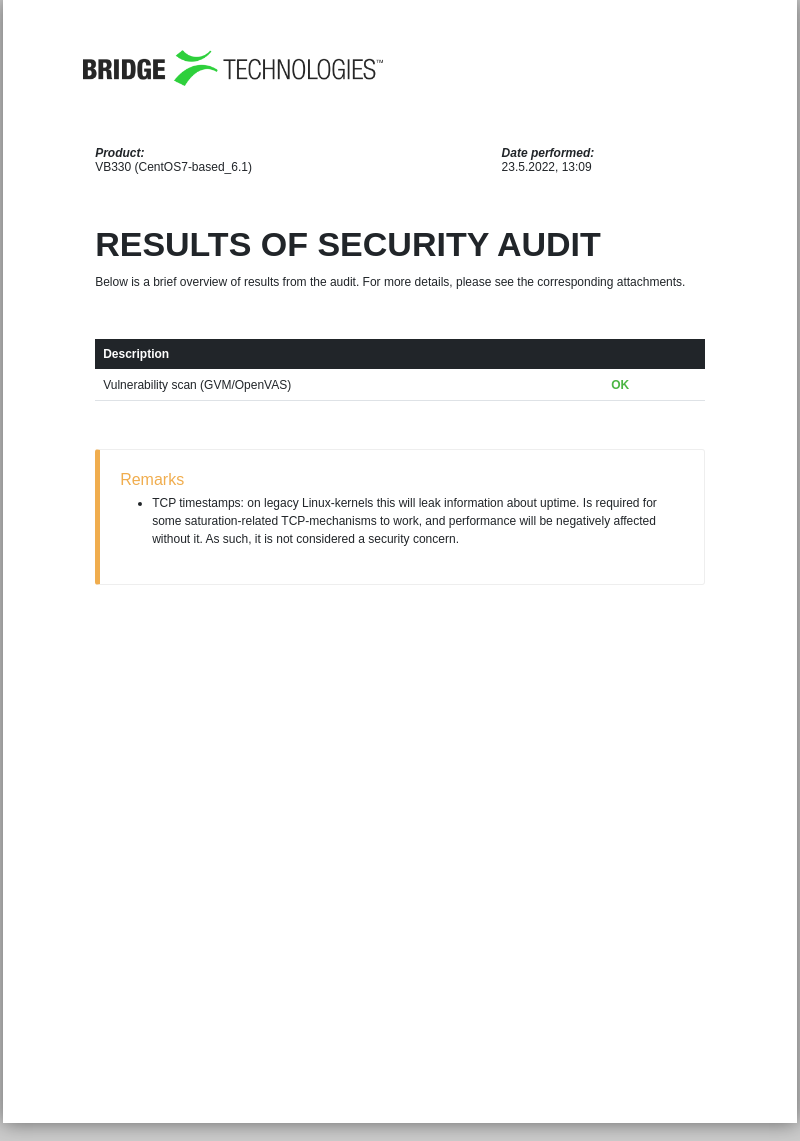 BRIDGE TECHNOLOGIES™
Product:
VB330 (CentOS7-based_6.1)
Date performed:
23.5.2022, 13:09
RESULTS OF SECURITY AUDIT
Below is a brief overview of results from the audit. For more details, please see the corresponding attachments.
Description
Vulnerability scan (GVM/OpenVAS) OK
Remarks
• TCP timestamps: on legacy Linux-kernels this will leak information about uptime. Is required for
some saturation-related TCP-mechanisms to work, and performance will be negatively affected
without it. As such, it is not considered a security concern.